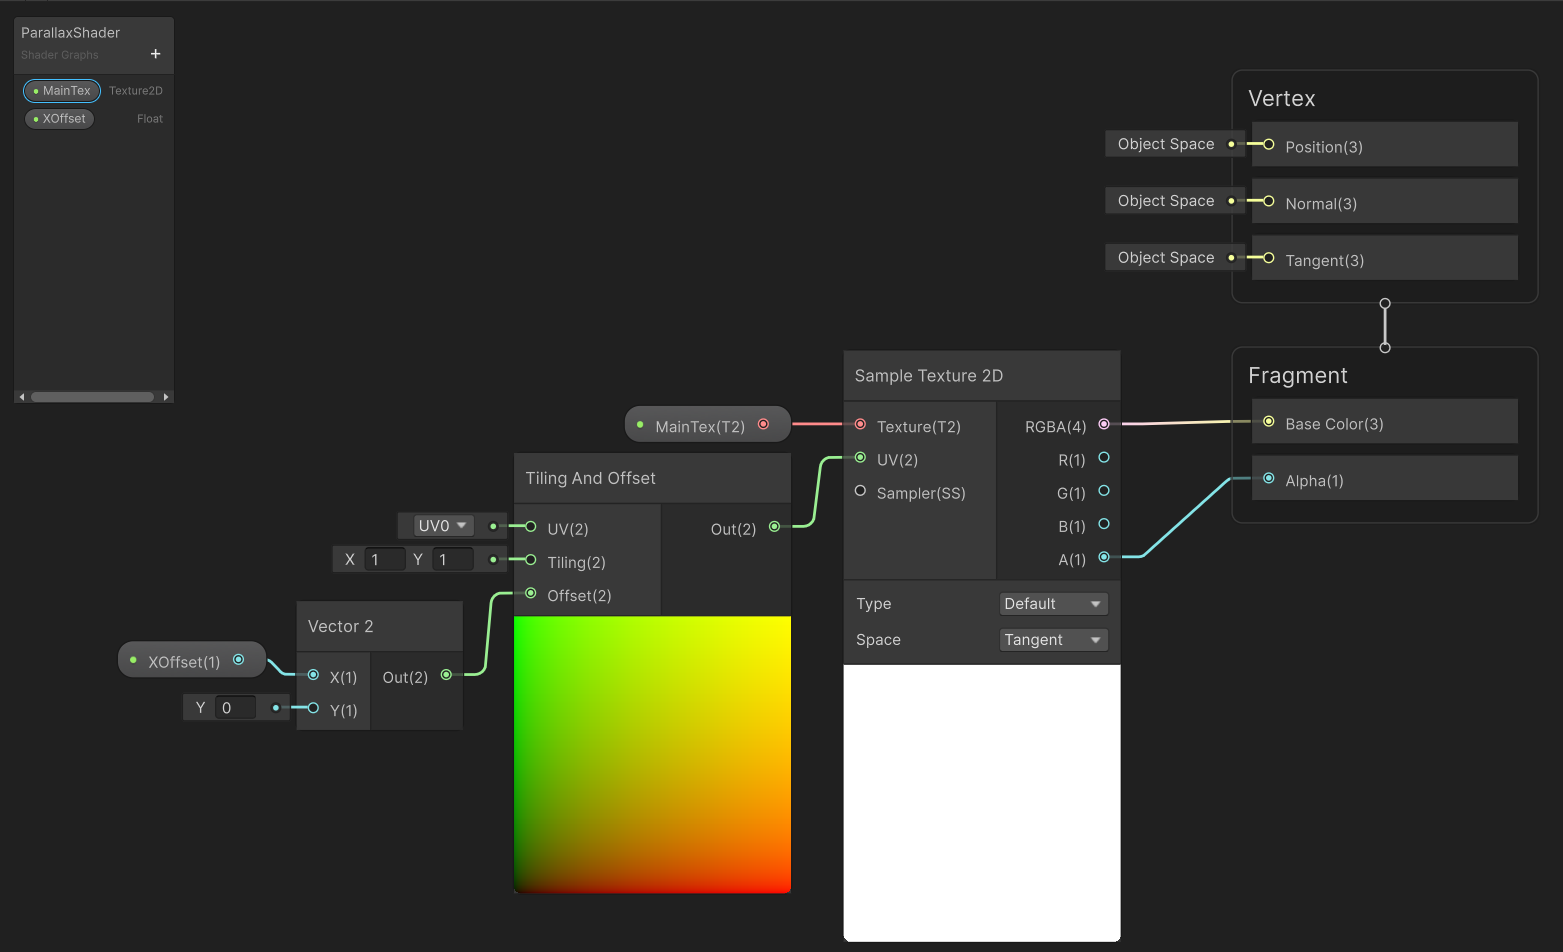 ParallaxShader
Shader Graphs
+
MainTex Texture2D
XOffset Float
Vertex
Object Space Position(3)
Object Space Normal(3)
Object Space Tangent(3)
Fragment
Base Color(3)
Alpha(1)
Sample Texture 2D
MainTex(T2)
Texture(T2) RGBA(4)
UV(2) R(1)
Sampler(SS) G(1)
B(1)
A(1)
Type Default
Space Tangent
Tiling And Offset
UV0 UV(2) Out(2)
X 1 Y 1 Tiling(2)
Offset(2)
Vector 2
XOffset(1) X(1) Out(2)
Y 0 Y(1)